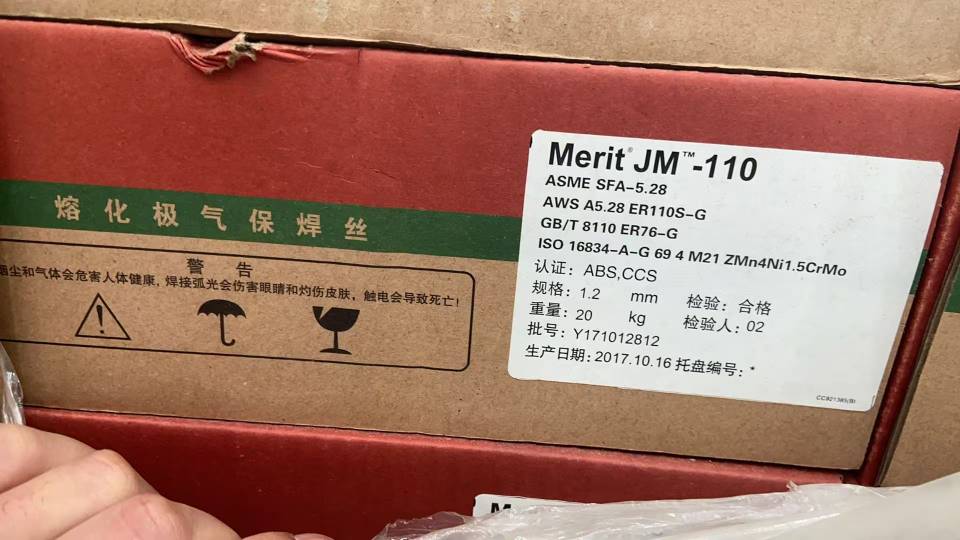 熔化极气保焊丝
警告
烟尘和气体会危害人体健康，焊接弧光会伤害眼睛和灼伤皮肤，触电会导致死亡！
Merit® JM™-110
ASME SFA-5.28
AWS A5.28 ER110S-G
GB/T 8110 ER76-G
ISO 16834-A-G 69 4 M21 ZMn4Ni1.5CrMo
认证：ABS,CCS
规格：1.2 mm 检验：合格
重量：20 kg 检验人：02
批号：Y171012812
生产日期：2017.10.16 托盘编号：*